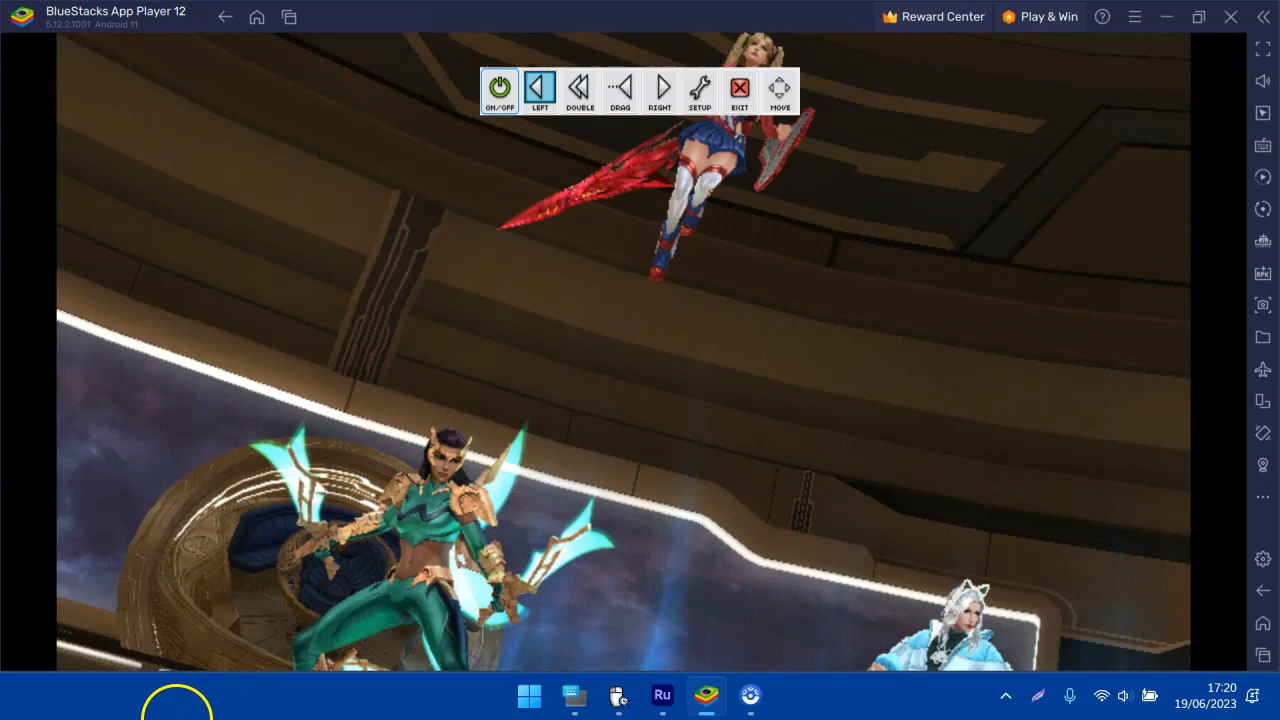 BlueStacks App Player 12
5.12.2.1001 Android 11
Reward Center
Play & Win
ON/OFF
LEFT
DOUBLE
DRAG
RIGHT
SETUP
EXIT
MOVE
RPK
Ru
17:20
19/06/2023